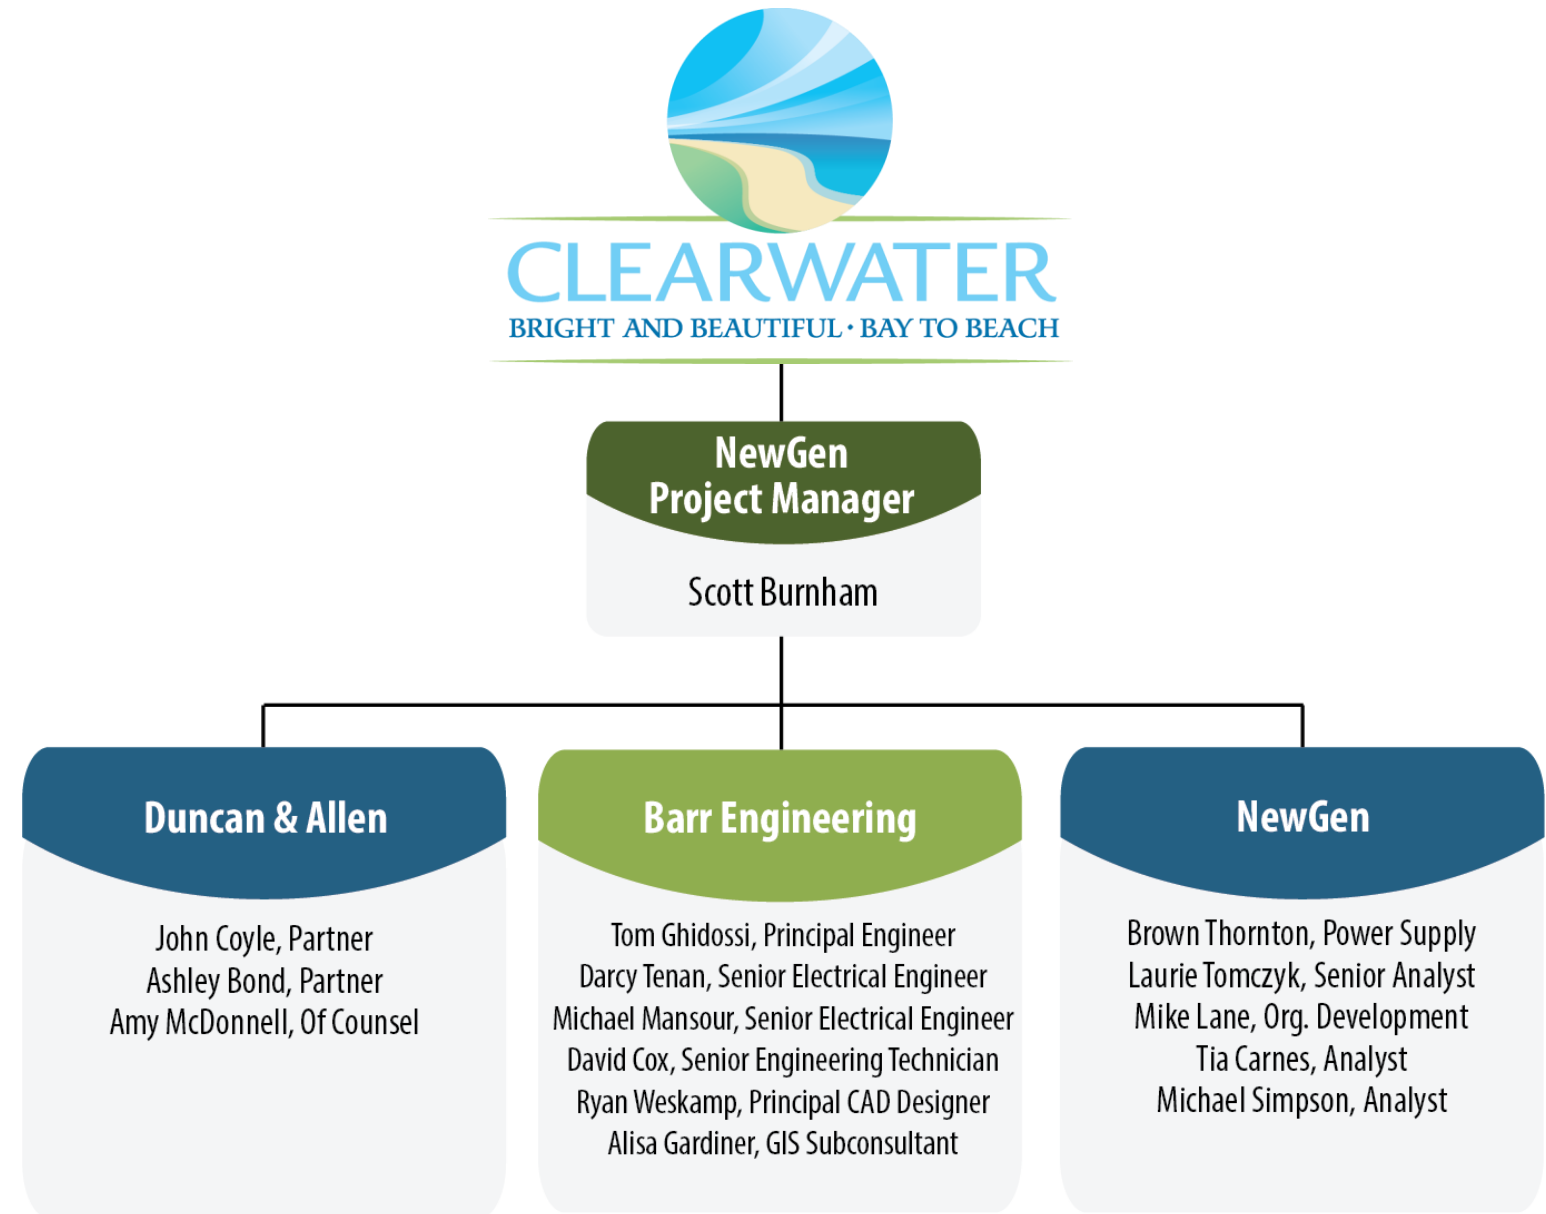 CLEARWATER
BRIGHT AND BEAUTIFUL • BAY TO BEACH
NewGen
Project Manager
Scott Burnham
Duncan & Allen
John Coyle, Partner
Ashley Bond, Partner
Amy McDonnell, Of Counsel
Barr Engineering
Tom Ghidossi, Principal Engineer
Darcy Tenan, Senior Electrical Engineer
Michael Mansour, Senior Electrical Engineer
David Cox, Senior Engineering Technician
Ryan Weskamp, Principal CAD Designer
Alisa Gardiner, GIS Subconsultant
NewGen
Brown Thornton, Power Supply
Laurie Tomczyk, Senior Analyst
Mike Lane, Org. Development
Tia Carnes, Analyst
Michael Simpson, Analyst